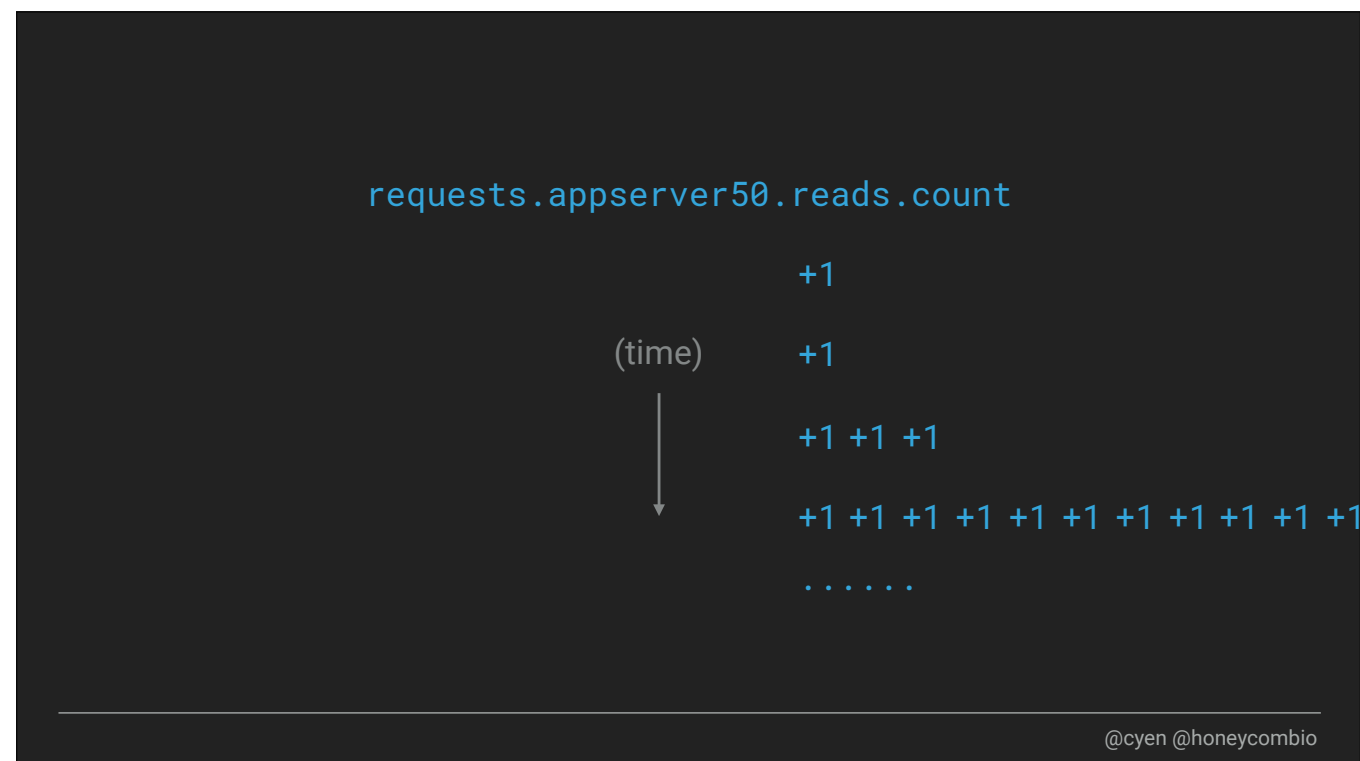 requests.appserver50.reads.count
+1
(time) +1
+1 +1 +1
+1 +1 +1 +1 +1 +1 +1 +1 +1 +1 +1
......
@cyen @honeycombio